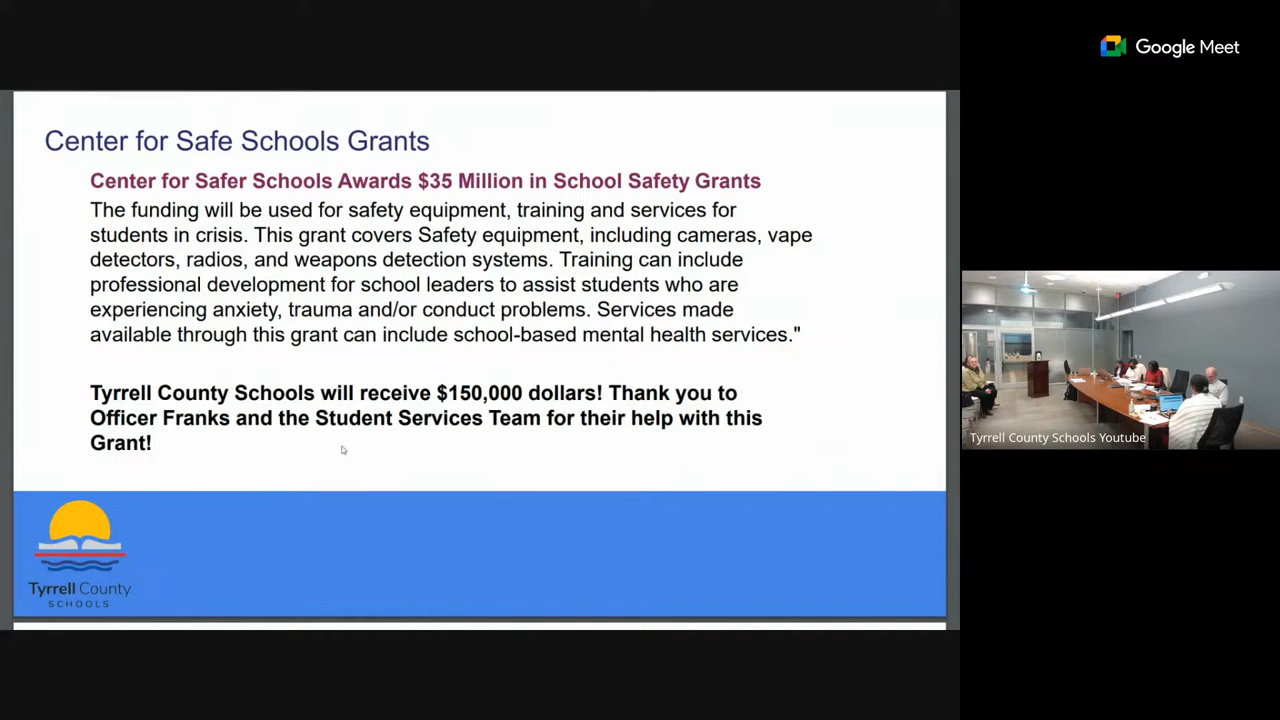 Google Meet
Center for Safe Schools Grants
Center for Safer Schools Awards $35 Million in School Safety Grants
The funding will be used for safety equipment, training and services for
students in crisis. This grant covers Safety equipment, including cameras, vape
detectors, radios, and weapons detection systems. Training can include
professional development for school leaders to assist students who are
experiencing anxiety, trauma and/or conduct problems. Services made
available through this grant can include school-based mental health services."
Tyrrell County Schools will receive $150,000 dollars! Thank you to
Officer Franks and the Student Services Team for their help with this
Grant!
Tyrrell County
SCHOOLS
Tyrrell County Schools Youtube